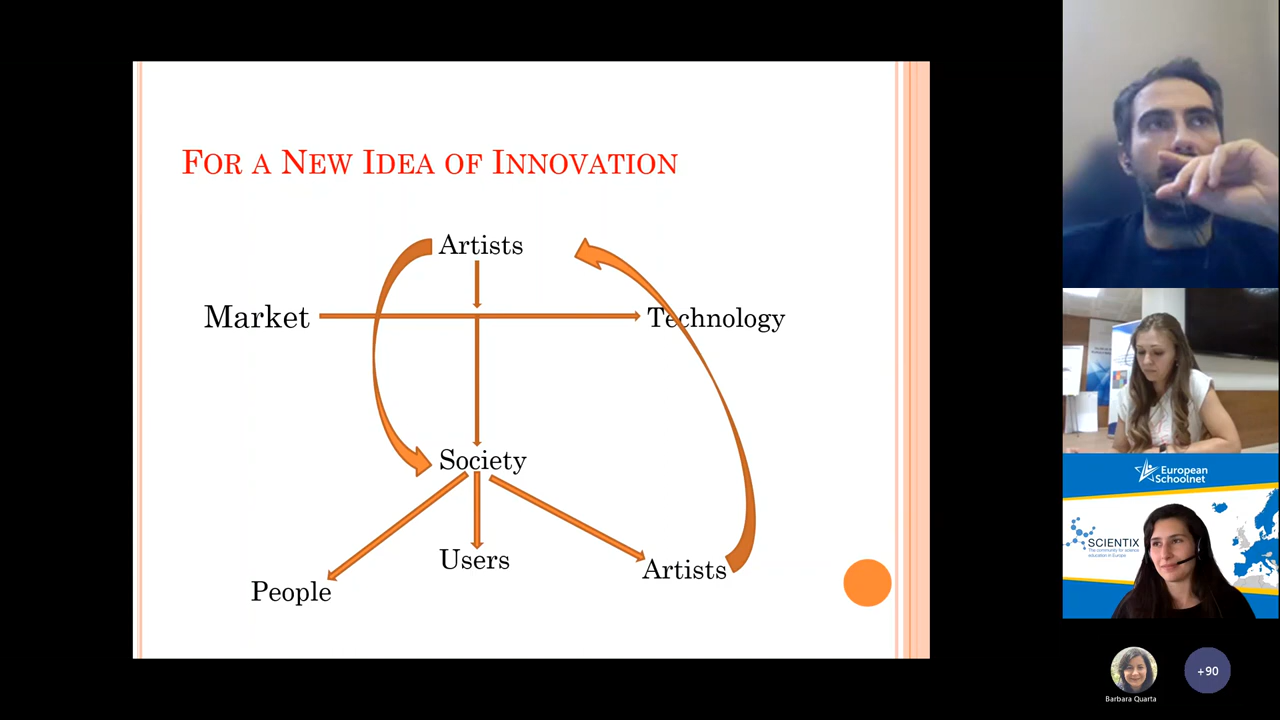 FOR A NEW IDEA OF INNOVATION
Artists
Market
Technology
Society
Users
Artists
People
European
Schoolnet
SCIENTIX
The community for science
education in Europe
Barbara Quarta
+90